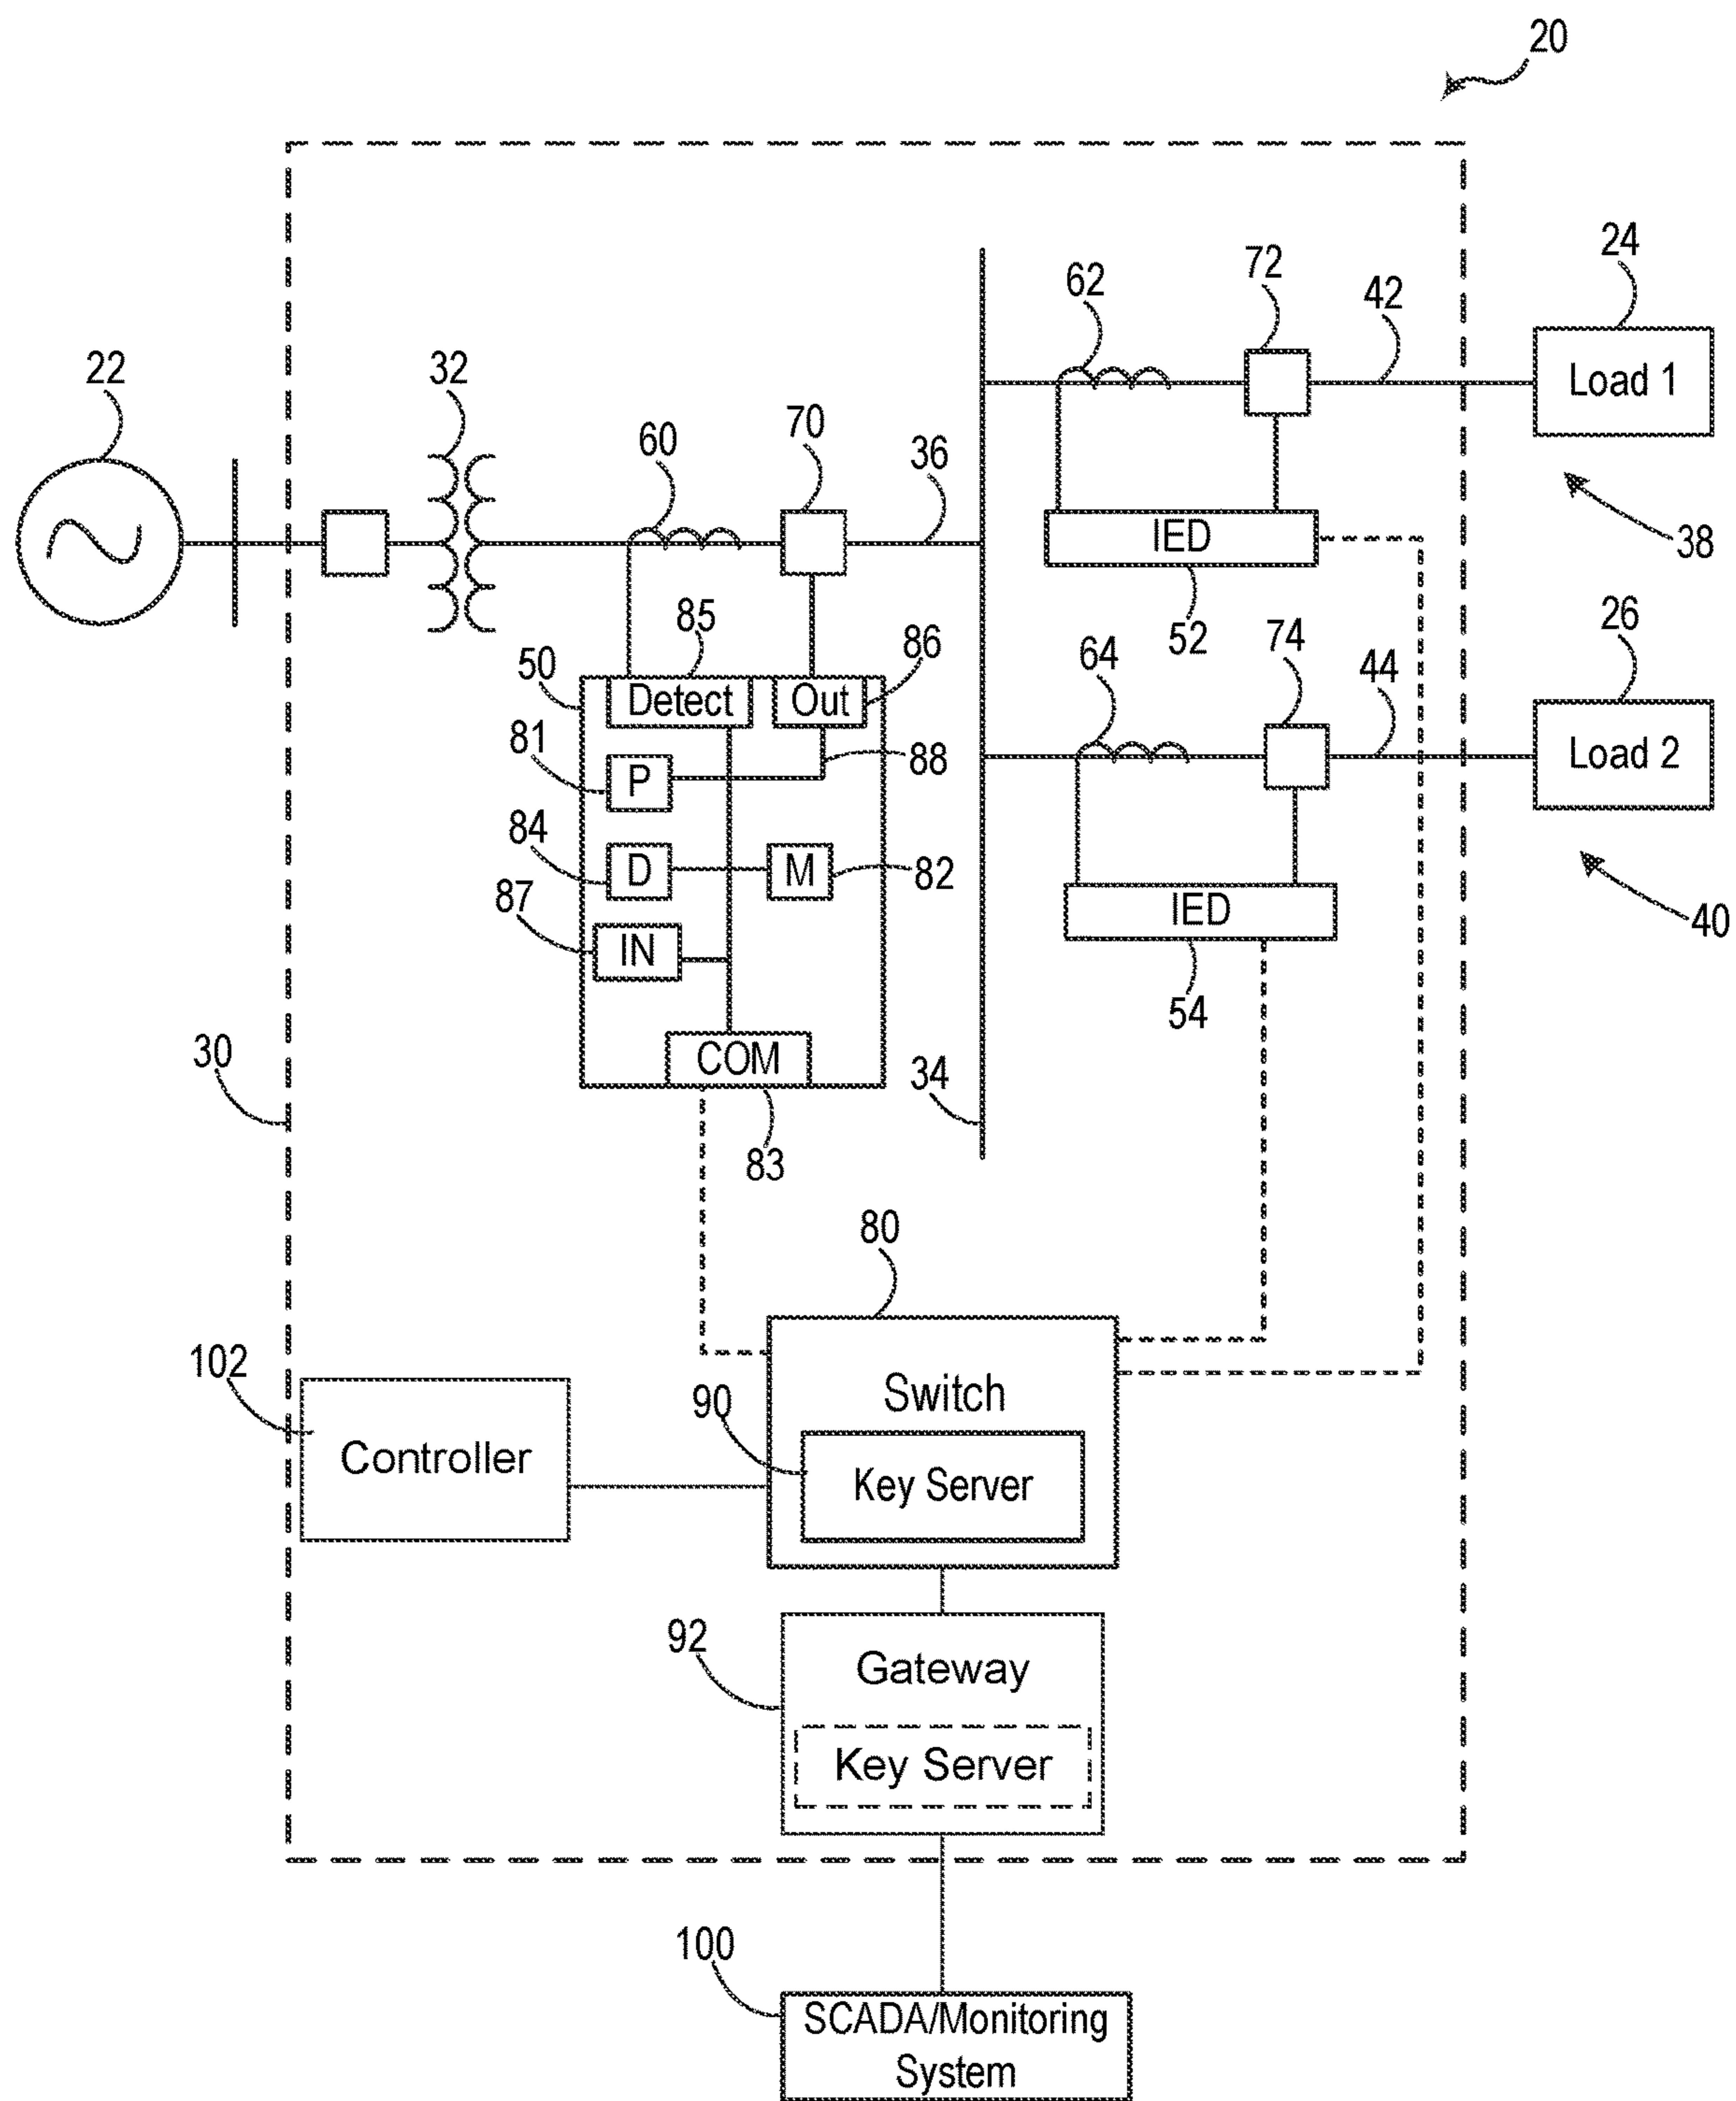 20
24
72
62
42
Load 1
22
32
70
60
36
38
IED
85
86
52
26
50
74
64
44
Detect
Out
81
88
Load 2
P
84
D
M
82
87
IED
40
IN
54
30
COM
34
83
80
102
Switch
90
Controller
Key Server
92
Gateway
Key Server
100
SCADA/Monitoring
System